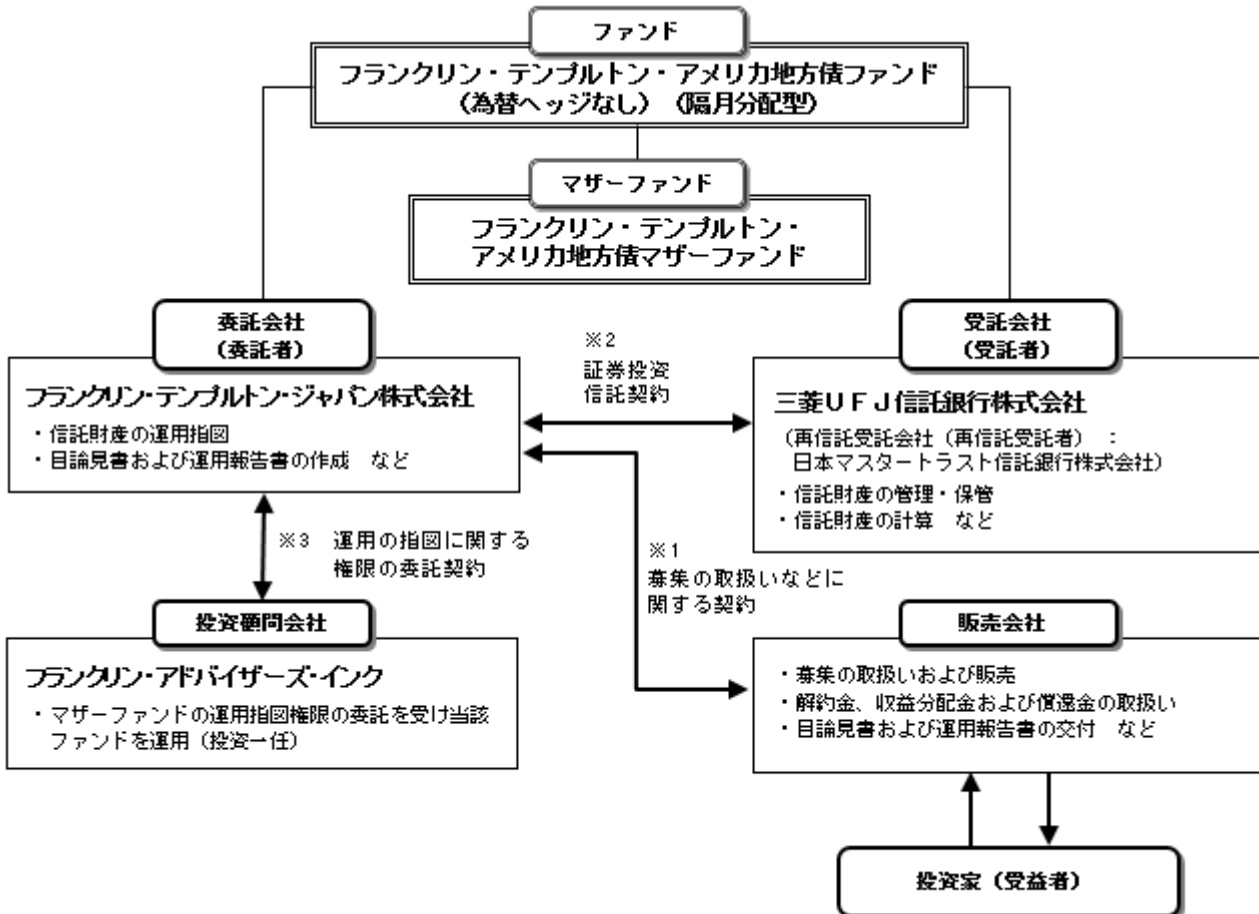 ファンド
フランクリン・テンプルトン・アメリカ地方債ファンド
（為替ヘッジなし）（隔月分配型）
マザーファンド
フランクリン・テンプルトン・
アメリカ地方債マザーファンド
委託会社
（委託者）
フランクリン・テンプルトン・ジャパン株式会社
・信託財産の運用指図
・目論見書および運用報告書の作成　など
※2
証券投資
信託契約
受託会社
（受託者）
三菱ＵＦＪ信託銀行株式会社
（再信託受託会社（再信託受託者）：
日本マスタートラスト信託銀行株式会社）
・信託財産の管理・保管
・信託財産の計算　など
※3　運用の指図に関する
権限の委託契約
※1
募集の取扱いなどに
関する契約
投資顧問会社
フランクリン・アドバイザーズ・インク
・マザーファンドの運用指図権限の委託を受け当該
ファンドを運用（投資一任）
販売会社
・募集の取扱いおよび販売
・解約金、収益分配金および償還金の取扱い
・目論見書および運用報告書の交付　など
投資家（受益者）